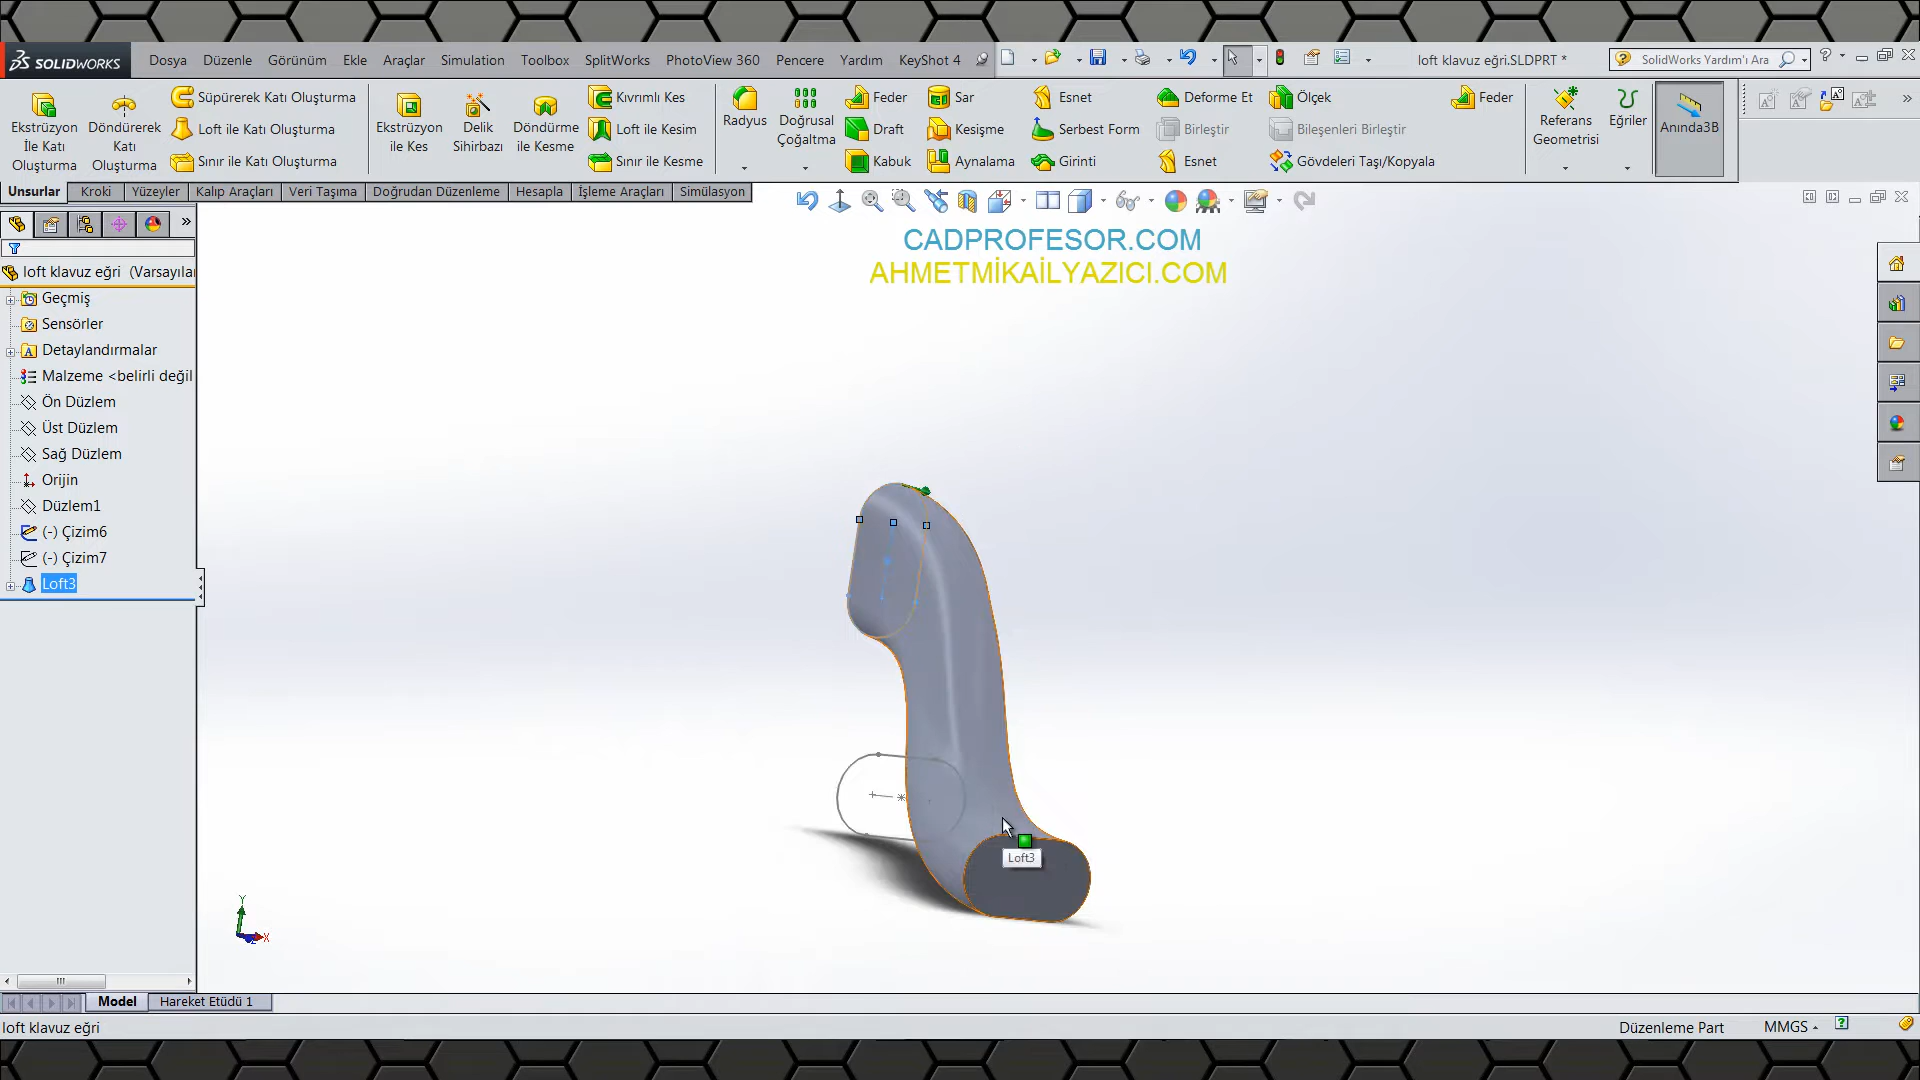 SOLIDWORKS Dosya Düzenle Görünüm Ekle Araçlar Simulation Toolbox SplitWorks PhotoView 360 Pencere Yardım KeyShot 4 loft klavuz eğri.SLDPRT * SolidWorks Yardım'ı Ara
Ekstrüzyon İle Katı Oluşturma
Döndürerek Katı Oluşturma
Süpürerek Katı Oluşturma
Loft ile Katı Oluşturma
Sınır ile Katı Oluşturma
Ekstrüzyon ile Kes
Delik Sihirbazı
Döndürme ile Kesme
Kıvrımlı Kes
Loft ile Kesim
Sınır ile Kesme
Radyus
Doğrusal Çoğaltma
Feder
Draft
Kabuk
Sar
Kesişme
Aynalama
Esnet
Serbest Form
Girinti
Deforme Et
Birleştir
Esnet
Ölçek
Bileşenleri Birleştir
Gövdeleri Taşı/Kopyala
Feder
Referans Geometrisi
Eğriler
Anında3B
Unsurlar Kroki Yüzeyler Kalıp Araçları Veri Taşıma Doğrudan Düzenleme Hesapla İşleme Araçları Simülasyon
CADPROFESOR.COM
AHMETMİKAİLYAZICI.COM
loft klavuz eğri (Varsayılar
Geçmiş
Sensörler
Detaylandırmalar
Malzeme <belirli değil
Ön Düzlem
Üst Düzlem
Sağ Düzlem
Orijin
Düzlem1
(-) Çizim6
(-) Çizim7
Loft3
Loft3
Y
X
Model Hareket Etüdü 1
loft klavuz eğri Düzenleme Part MMGS